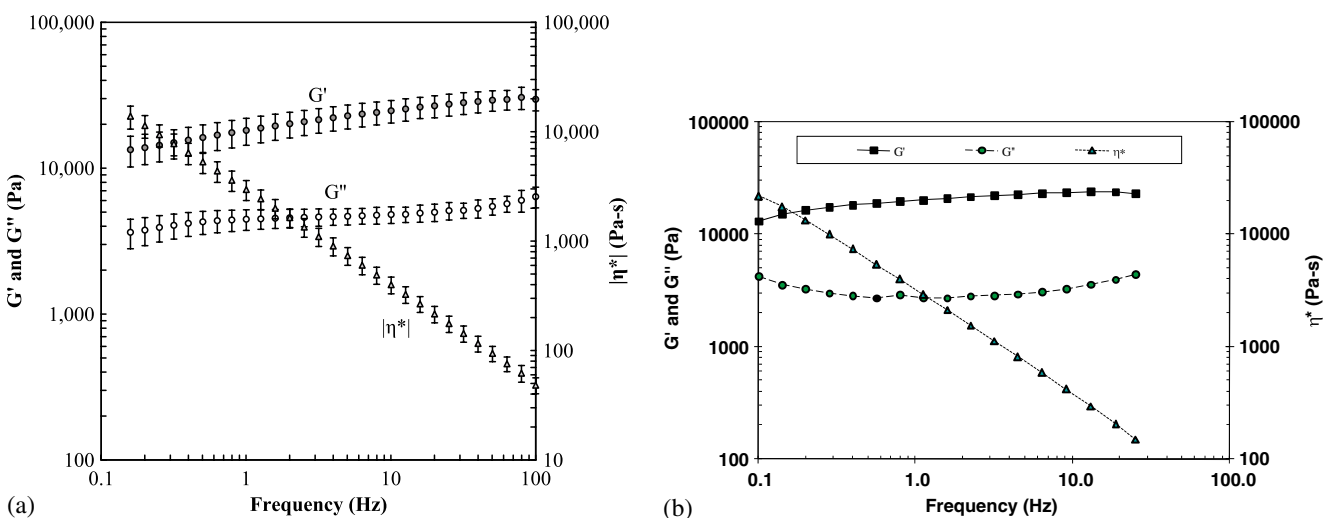 100,000
100,000
G'
10,000
10,000
G"
1,000
1,000
|η*|
100
100
10
0.1
1
10
100
G' and G" (Pa)
|η*| (Pa-s)
Frequency (Hz)
(a)
100000
100000
G'
G"
η*
10000
10000
1000
1000
100
100
0.1
1.0
10.0
100.0
G' and G" (Pa)
η* (Pa-s)
Frequency (Hz)
(b)